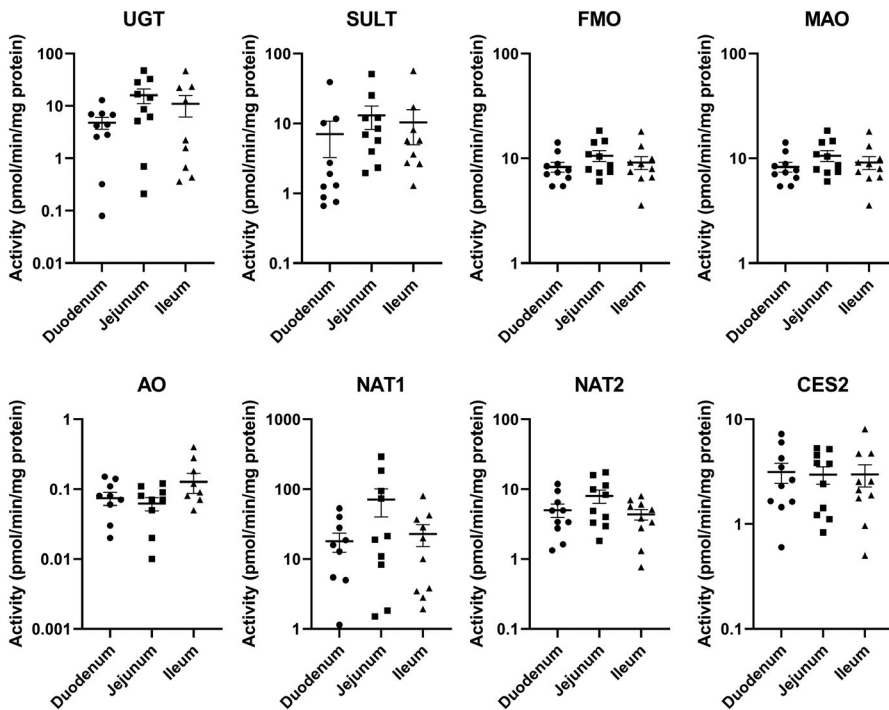 UGT
Activity (pmol/min/mg protein)
100
10
1
0.1
0.01
Duodenum
Jejunum
Ileum
SULT
Activity (pmol/min/mg protein)
100
10
1
0.1
Duodenum
Jejunum
Ileum
FMO
Activity (pmol/min/mg protein)
100
10
1
Duodenum
Jejunum
Ileum
MAO
Activity (pmol/min/mg protein)
100
10
1
Duodenum
Jejunum
Ileum
AO
Activity (pmol/min/mg protein)
1
0.1
0.01
0.001
Duodenum
Jejunum
Ileum
NAT1
Activity (pmol/min/mg protein)
1000
100
10
1
Duodenum
Jejunum
Ileum
NAT2
Activity (pmol/min/mg protein)
100
10
1
0.1
Duodenum
Jejunum
Ileum
CES2
Activity (pmol/min/mg protein)
10
1
0.1
Duodenum
Jejunum
Ileum